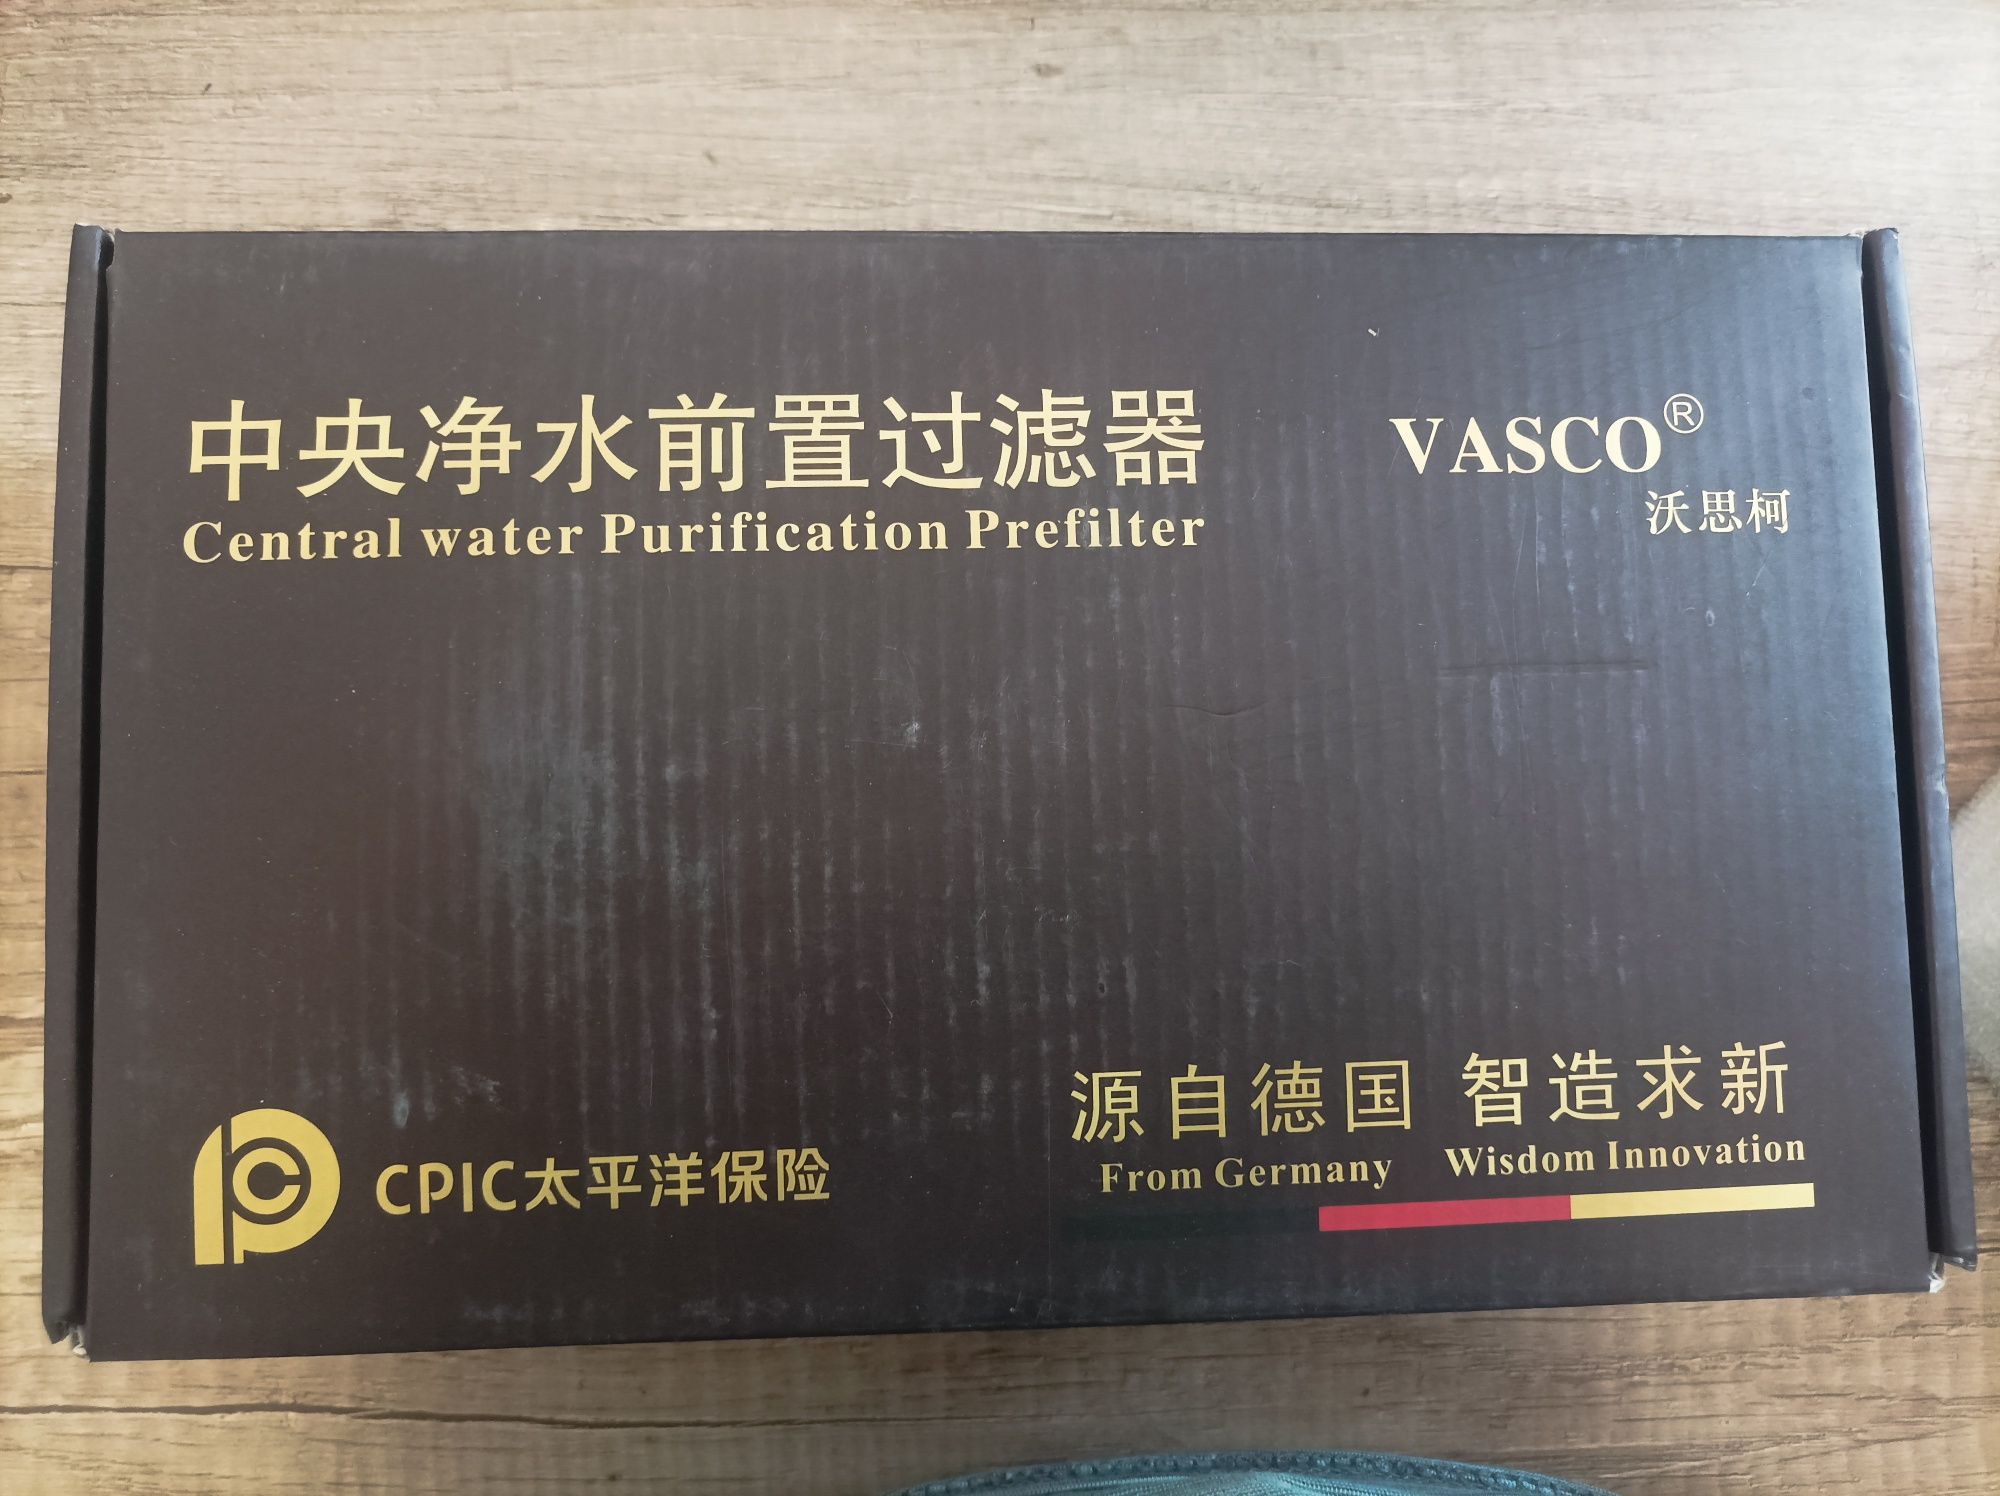 中央净水前置过滤器
Central water Purification Prefilter
VASCO®
沃思柯
CPIC太平洋保险
源自德国 智造求新
From Germany Wisdom Innovation